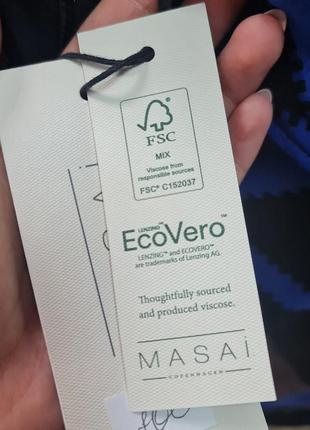 FSC
MIX
Viscose from
responsible sources
FSC® C152037
LENZING™
EcoVero™
LENZING™ and ECOVERO™
are trademarks of Lenzing AG.
Thoughtfully sourced
and produced viscose.
MASAI
COPENHAGEN